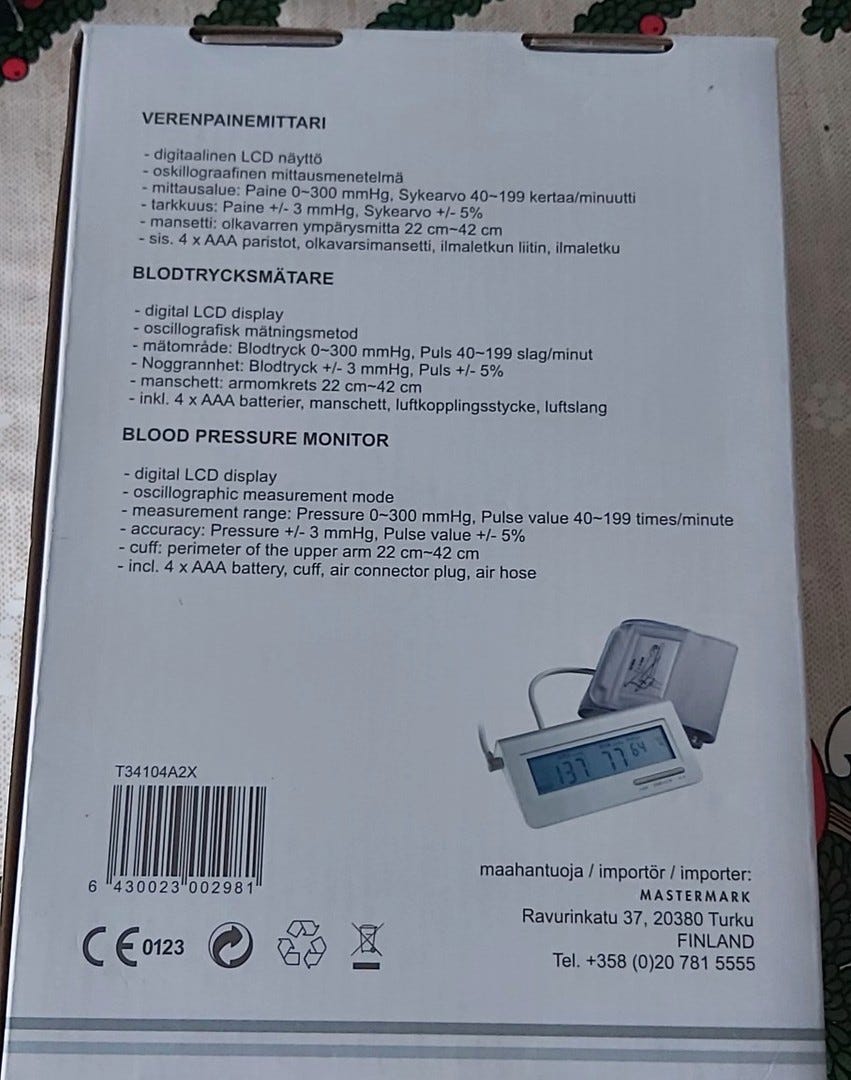 VERENPAINEMITTARI
- digitaalinen LCD näyttö
- oskillograafinen mittausmenetelmä
- mittausalue: Paine 0~300 mmHg, Sykearvo 40~199 kertaa/minuutti
- tarkkuus: Paine +/- 3 mmHg, Sykearvo +/- 5%
- mansetti: olkavarren ympärysmitta 22 cm~42 cm
- sis. 4 x AAA paristot, olkavarsimansetti, ilmaletkun liitin, ilmaletku
BLODTRYCKSMÄTARE
- digital LCD display
- oscillografisk mätningsmetod
- mätområde: Blodtryck 0~300 mmHg, Puls 40~199 slag/minut
- Noggrannhet: Blodtryck +/- 3 mmHg, Puls +/- 5%
- manschett: armomkrets 22 cm~42 cm
- inkl. 4 x AAA batterier, manschett, luftkopplingsstycke, luftslang
BLOOD PRESSURE MONITOR
- digital LCD display
- oscillographic measurement mode
- measurement range: Pressure 0~300 mmHg, Pulse value 40~199 times/minute
- accuracy: Pressure +/- 3 mmHg, Pulse value +/- 5%
- cuff: perimeter of the upper arm 22 cm~42 cm
- incl. 4 x AAA battery, cuff, air connector plug, air hose
137 77 64
T34104A2X
6 430023 002981
CE 0123
maahantuoja / importör / importer:
MASTERMARK
Ravurinkatu 37, 20380 Turku
FINLAND
Tel. +358 (0)20 781 5555